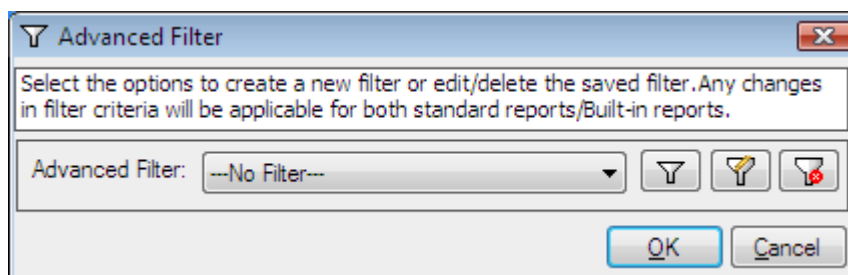 Advanced Filter
Select the options to create a new filter or edit/delete the saved filter.Any changes
in filter criteria will be applicable for both standard reports/Built-in reports.
Advanced Filter: ---No Filter---
OK Cancel